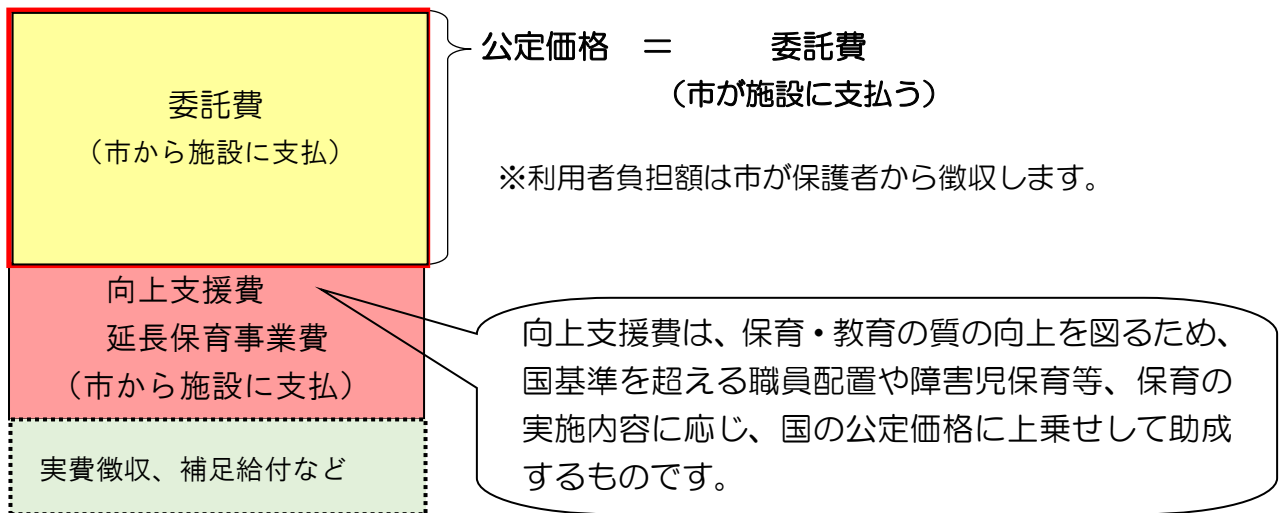 公定価格　＝　委託費
（市が施設に支払う）
委託費
（市から施設に支払）
※利用者負担額は市が保護者から徴収します。
向上支援費
延長保育事業費
（市から施設に支払）
向上支援費は、保育・教育の質の向上を図るため、
国基準を超える職員配置や障害児保育等、保育の
実施内容に応じ、国の公定価格に上乗せして助成
するものです。
実費徴収、補足給付など